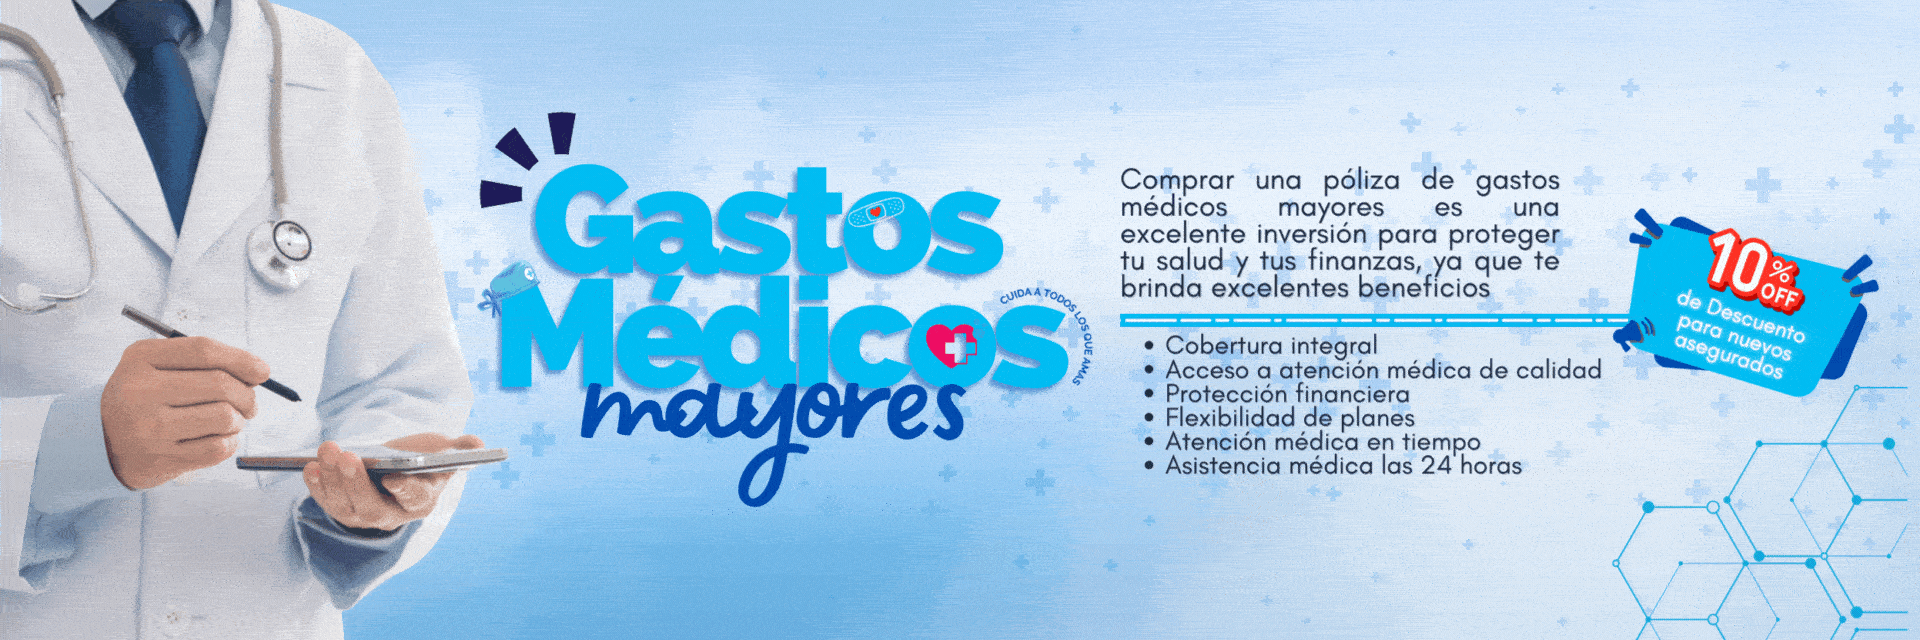 Gastos
Médicos
mayores
CUIDA A TODOS LOS QUE AMAS
Comprar una póliza de gastos
médicos mayores es una
excelente inversión para proteger
tu salud y tus finanzas, ya que te
brinda excelentes beneficios
• Cobertura integral
• Acceso a atención médica de calidad
• Protección financiera
• Flexibilidad de planes
• Atención médica en tiempo
• Asistencia médica las 24 horas
10% OFF
de Descuento
para nuevos
asegurados